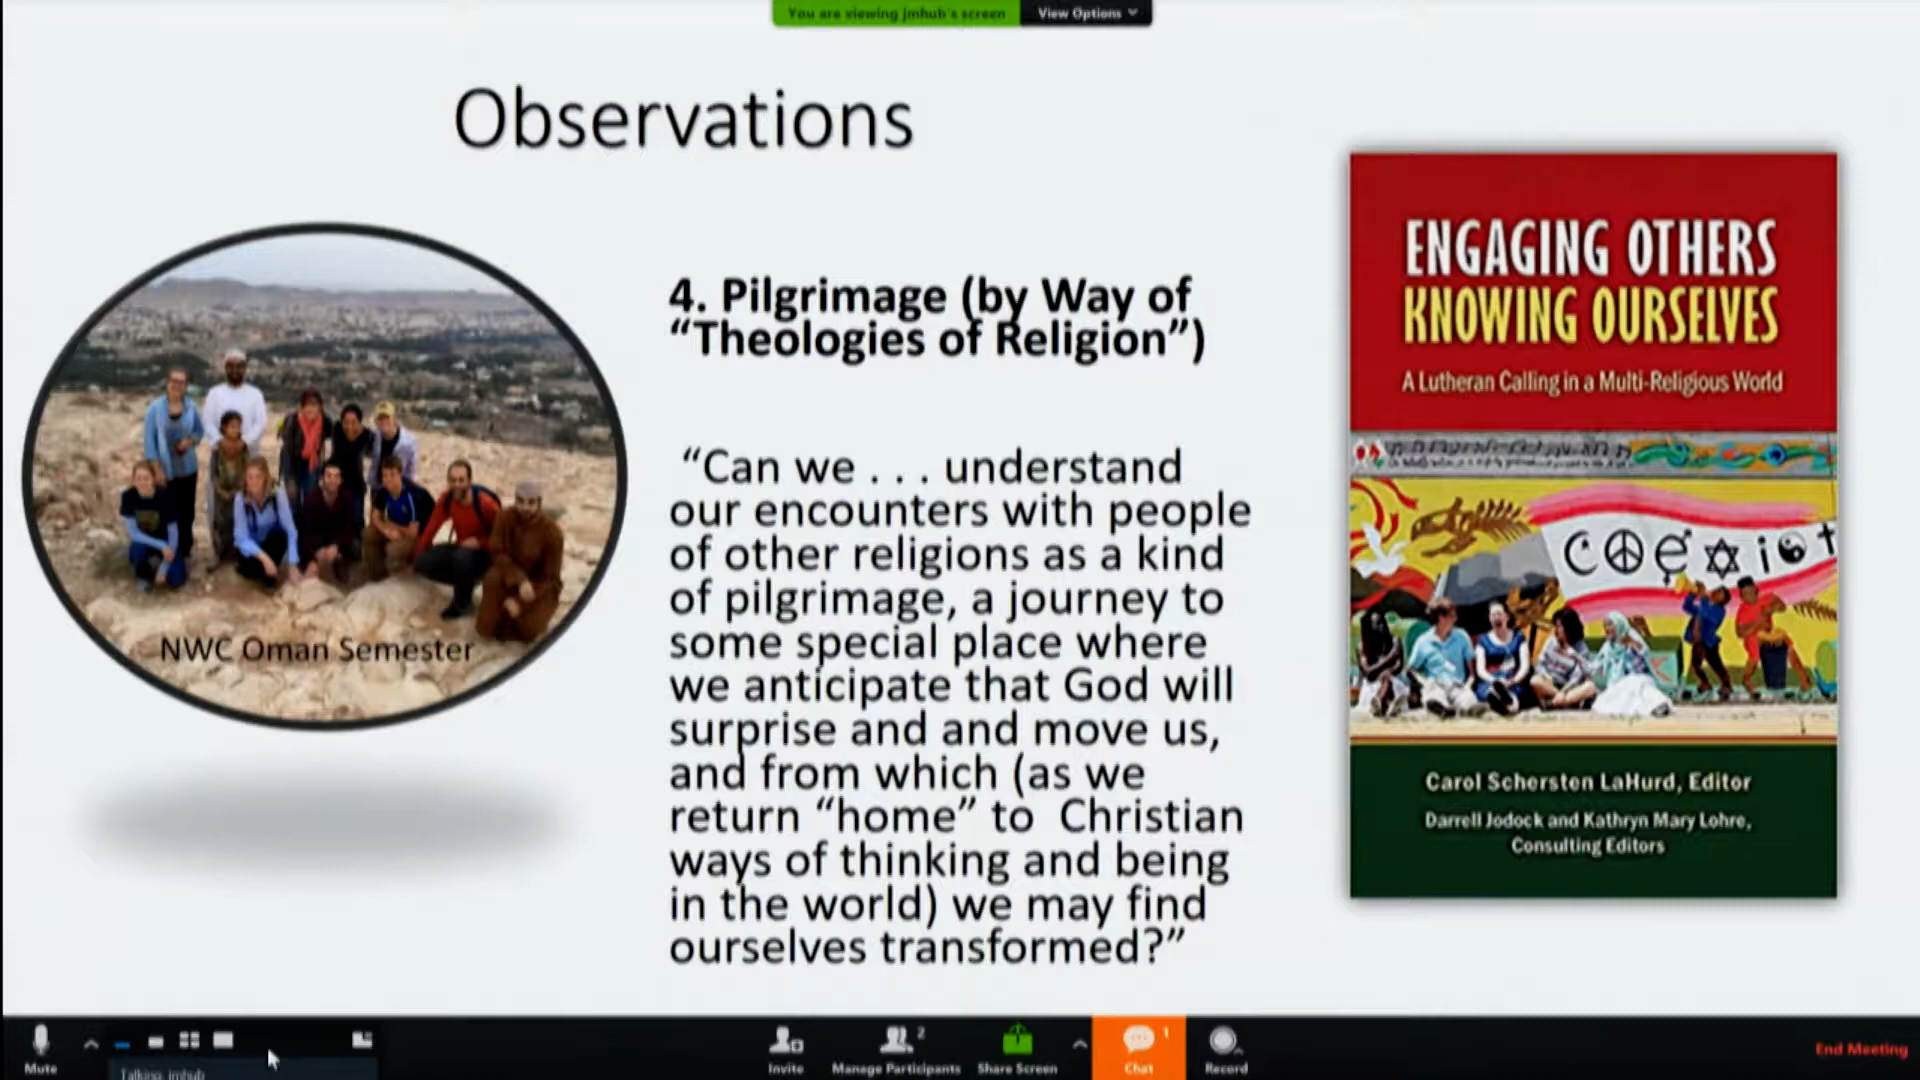 You are viewing jmhub's screen
View Options
Observations
4. Pilgrimage (by Way of
“Theologies of Religion”)
“Can we . . . understand
our encounters with people
of other religions as a kind
of pilgrimage, a journey to
some special place where
we anticipate that God will
surprise and and move us,
and from which (as we
return “home” to Christian
ways of thinking and being
in the world) we may find
ourselves transformed?”
NWC Oman Semester
ENGAGING OTHERS
KNOWING OURSELVES
A Lutheran Calling in a Multi-Religious World
Coexist
Carol Schersten LaHurd, Editor
Darrell Jodock and Kathryn Mary Lohre,
Consulting Editors
Mute
Talking: jmhub
Invite
2
Manage Participants
Share Screen
1
Chat
Record
End Meeting